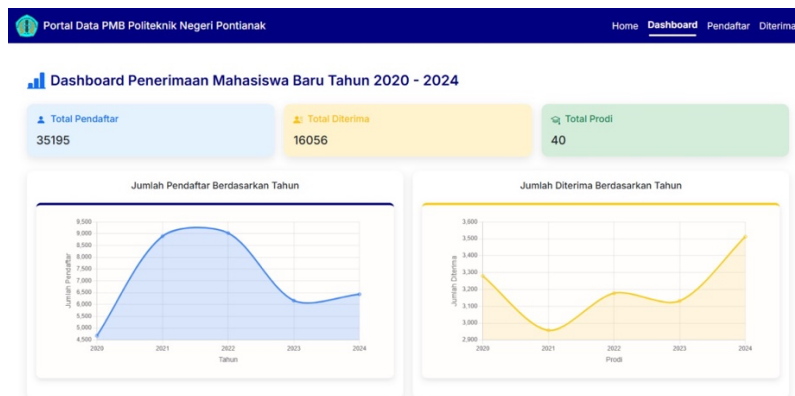 Portal Data PMB Politeknik Negeri Pontianak
Home Dashboard Pendaftar Diterima
Dashboard Penerimaan Mahasiswa Baru Tahun 2020 - 2024
Total Pendaftar
35195
Total Diterima
16056
Total Prodi
40
Jumlah Pendaftar Berdasarkan Tahun
9,500
9,000
8,500
8,000
7,500
7,000
6,500
6,000
5,500
5,000
4,500
Jumlah Pendaftar
2020 2021 2022 2023 2024
Tahun
Jumlah Diterima Berdasarkan Tahun
3,600
3,500
3,400
3,300
3,200
3,100
3,000
2,900
Jumlah Diterima
2020 2021 2022 2023 2024
Prodi